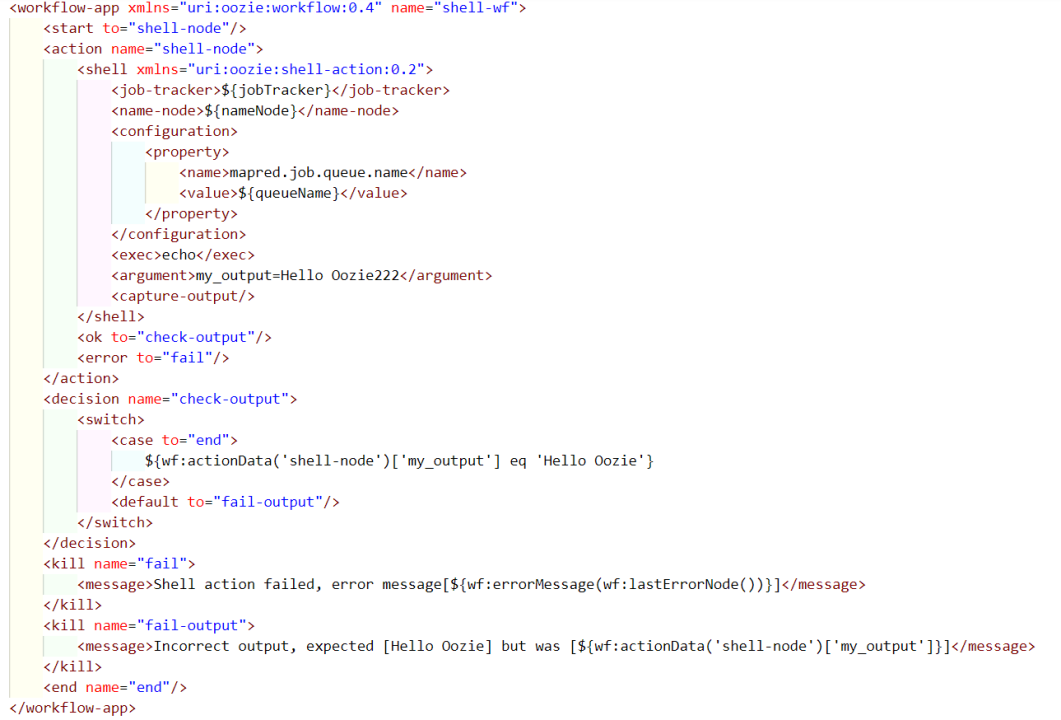 <workflow-app xmlns="uri:oozie:workflow:0.4" name="shell-wf">
<start to="shell-node"/>
<action name="shell-node">
<shell xmlns="uri:oozie:shell-action:0.2">
<job-tracker>${jobTracker}</job-tracker>
<name-node>${nameNode}</name-node>
<configuration>
<property>
<name>mapred.job.queue.name</name>
<value>${queueName}</value>
</property>
</configuration>
<exec>echo</exec>
<argument>my_output=Hello Oozie222</argument>
<capture-output/>
</shell>
<ok to="check-output"/>
<error to="fail"/>
</action>
<decision name="check-output">
<switch>
<case to="end">
${wf:actionData('shell-node')['my_output'] eq 'Hello Oozie'}
</case>
<default to="fail-output"/>
</switch>
</decision>
<kill name="fail">
<message>Shell action failed, error message[${wf:errorMessage(wf:lastErrorNode())}]</message>
</kill>
<kill name="fail-output">
<message>Incorrect output, expected [Hello Oozie] but was [${wf:actionData('shell-node')['my_output']}]</message>
</kill>
<end name="end"/>
</workflow-app>